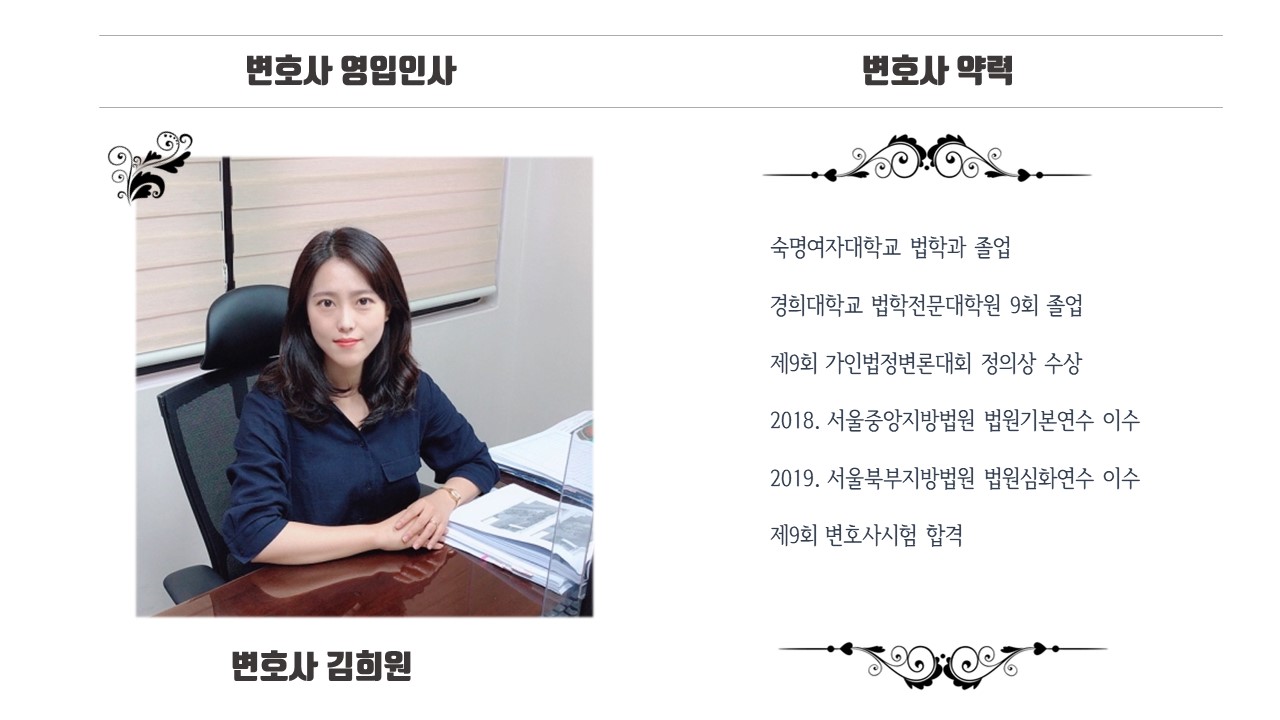 변호사 영입인사
변호사 약력
숙명여자대학교 법학과 졸업
경희대학교 법학전문대학원 9회 졸업
제9회 가인법정변론대회 정의상 수상
2018. 서울중앙지방법원 법원기본연수 이수
2019. 서울북부지방법원 법원심화연수 이수
제9회 변호사시험 합격
변호사 김희원